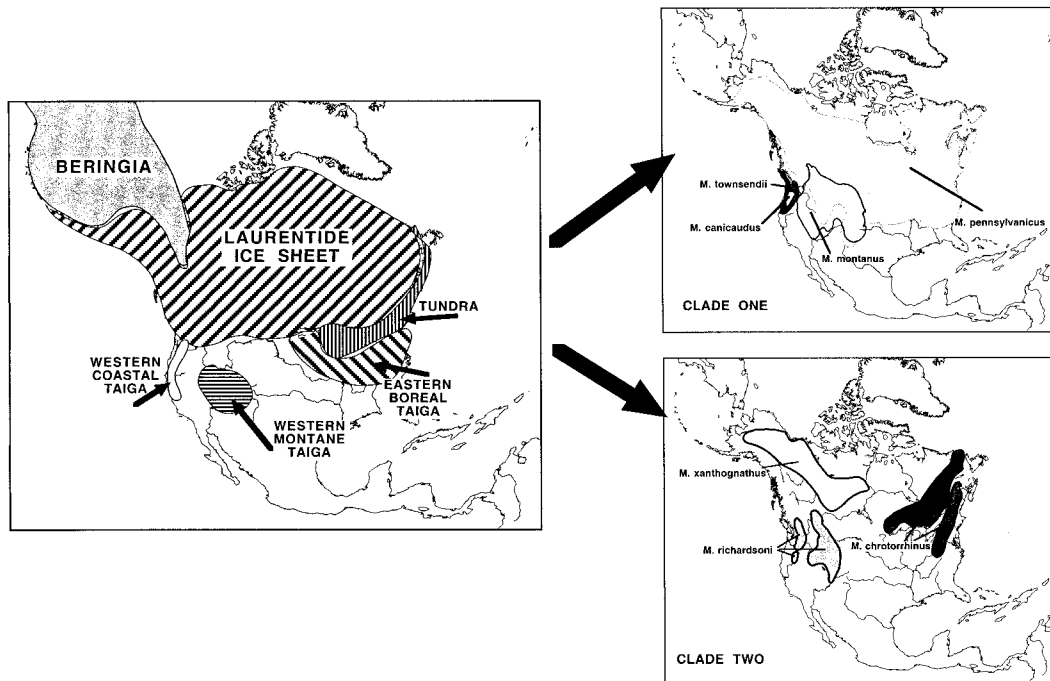 BERINGIA
LAURENTIDE
ICE SHEET
TUNDRA
WESTERN
COASTAL
TAIGA
EASTERN
BOREAL
TAIGA
WESTERN
MONTANE
TAIGA
M. townsendii
M. canicaudus
M. pennsylvanicus
M. montanus
CLADE ONE
M. xanthognathus
M. richardsoni
M. chrotorrhinus
CLADE TWO